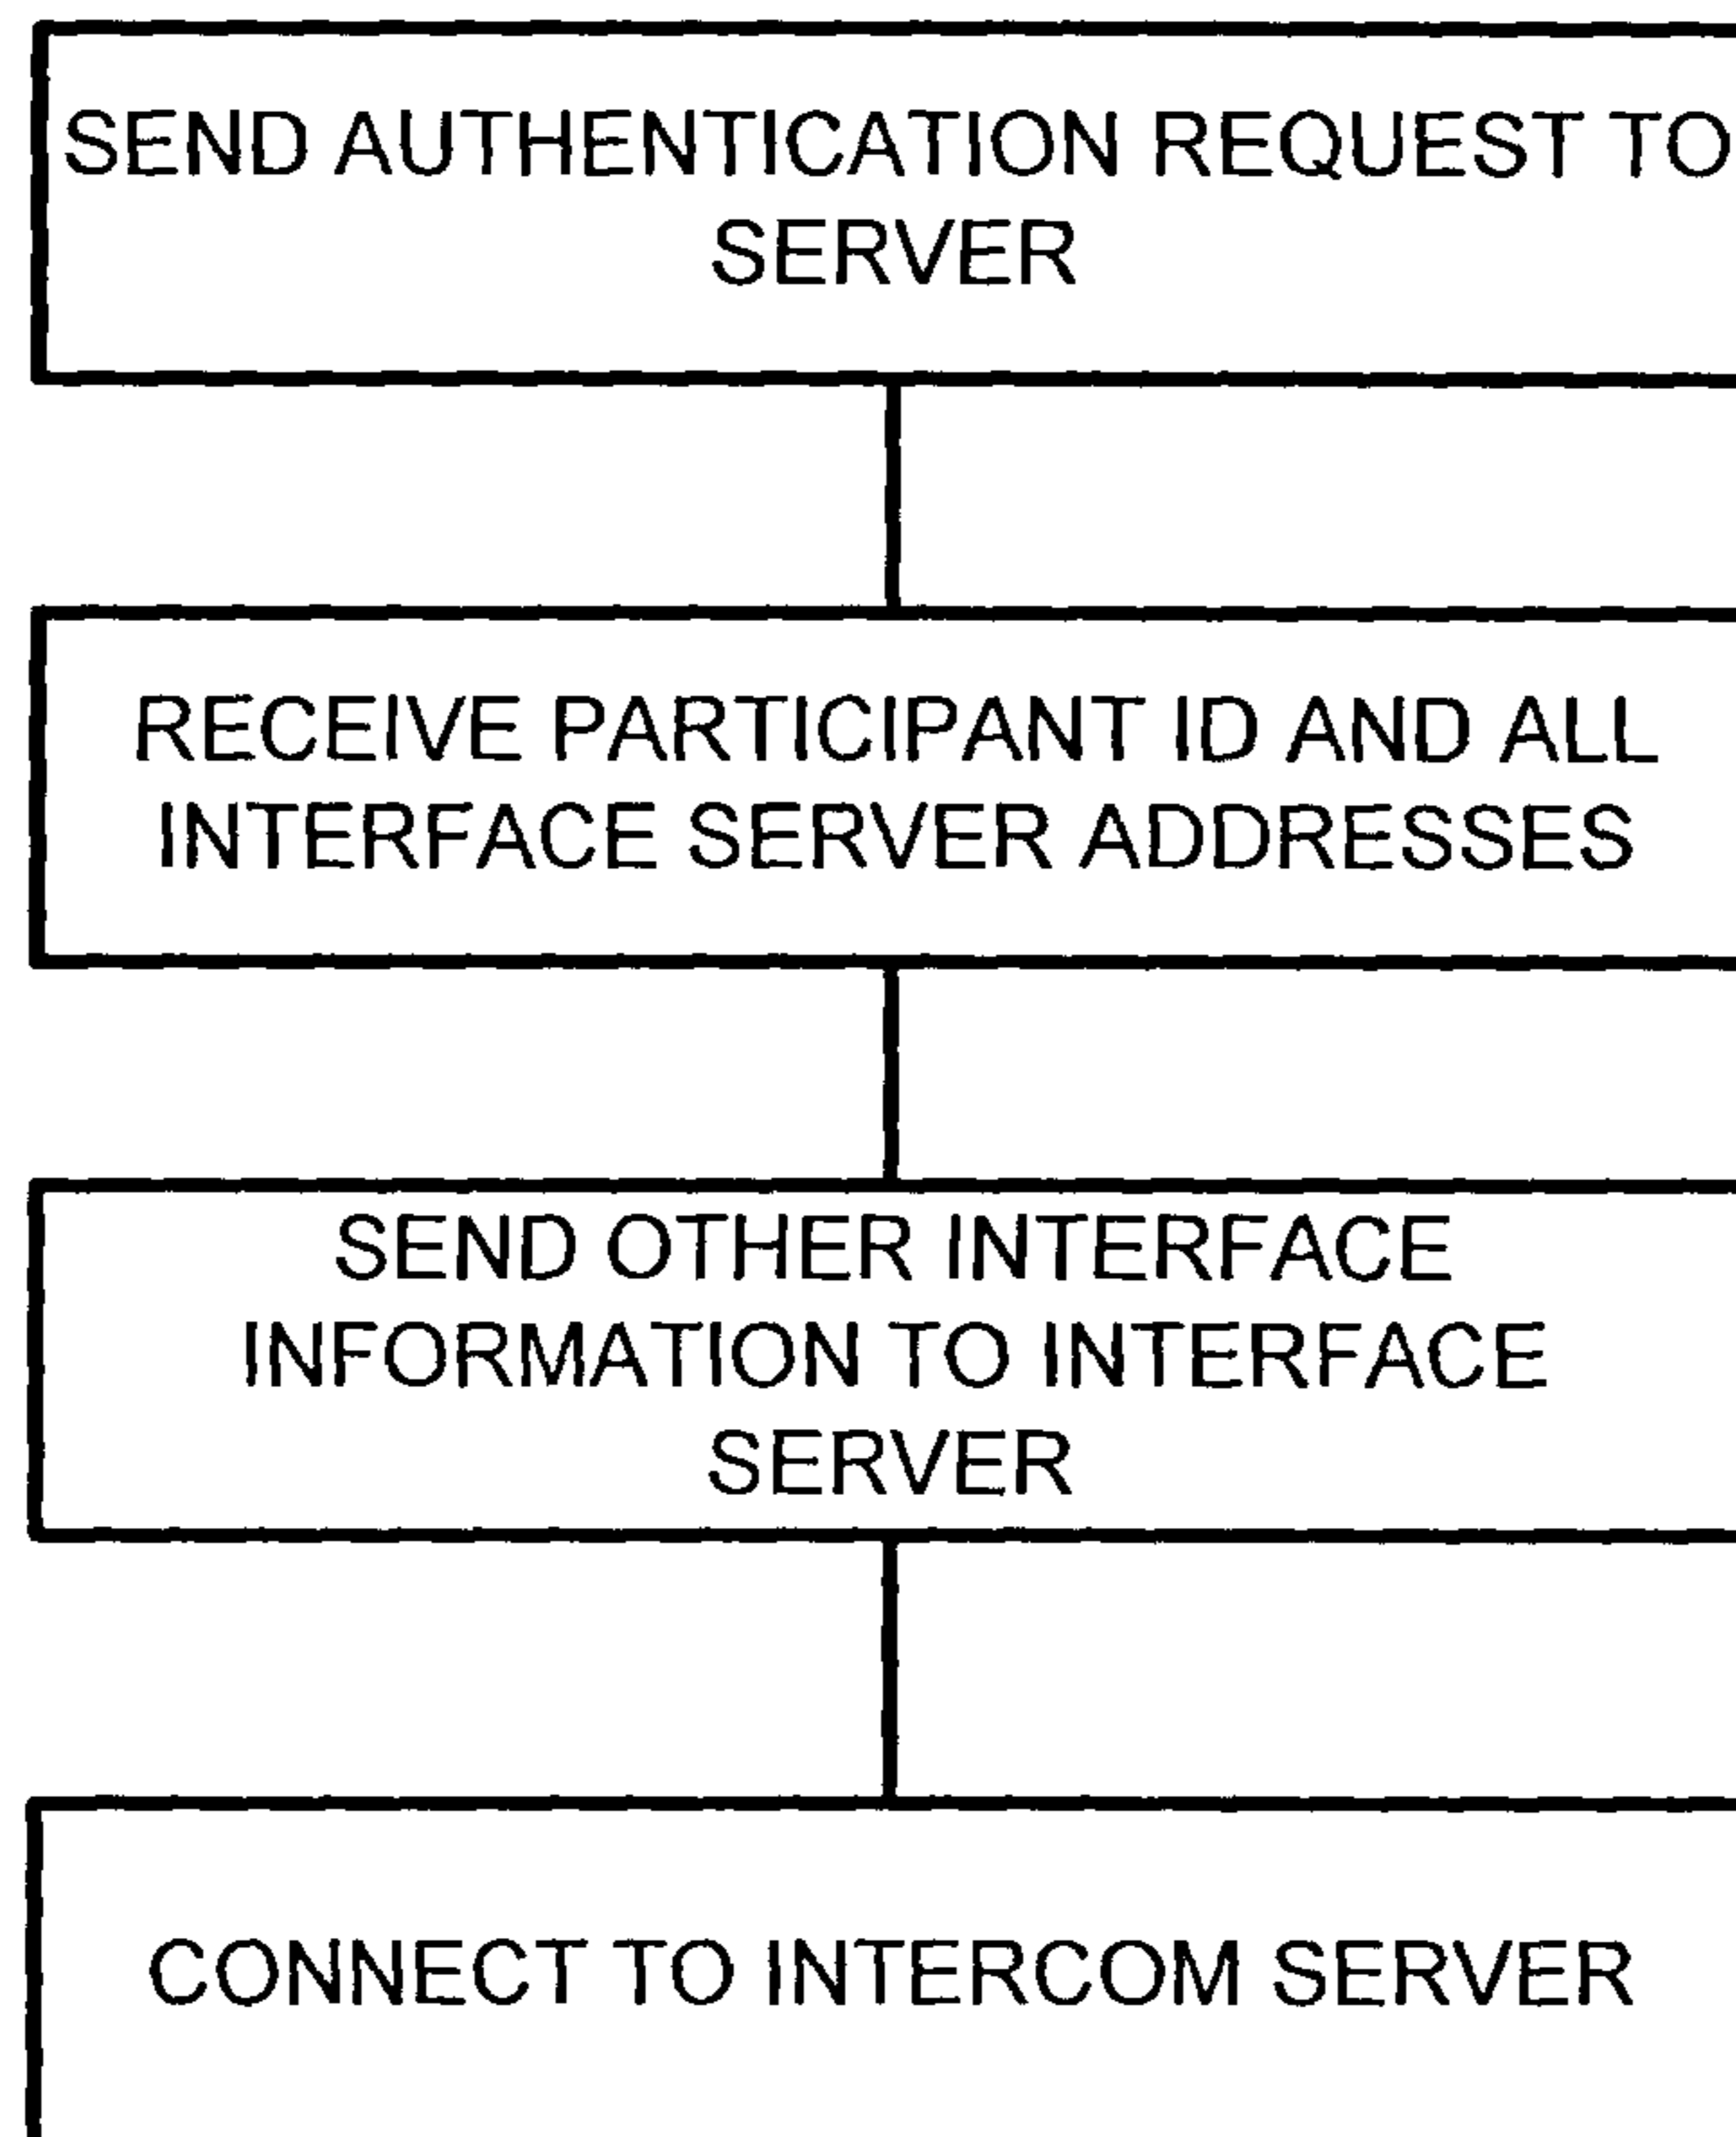 SEND AUTHENTICATION REQUEST TO
SERVER
RECEIVE PARTICIPANT ID AND ALL
INTERFACE SERVER ADDRESSES
SEND OTHER INTERFACE
INFORMATION TO INTERFACE
SERVER
CONNECT TO INTERCOM SERVER